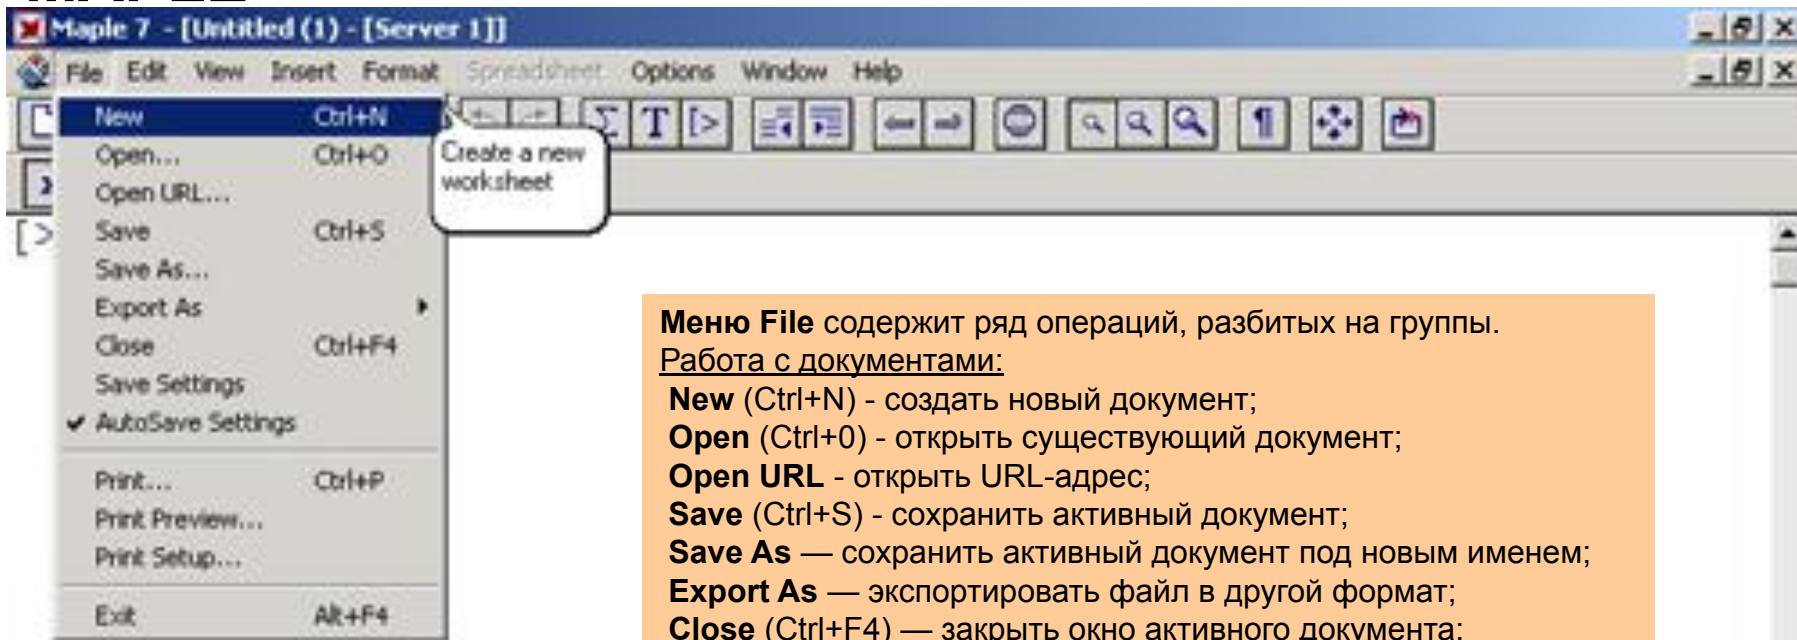 Maple 7 - [Untitled (1) - [Server 1]]
File Edit View Insert Format Spreadsheet Options Window Help
New Ctrl+N
Create a new
worksheet
Open... Ctrl+O
Open URL...
Save Ctrl+S
Save As...
Export As
Close Ctrl+F4
Save Settings
AutoSave Settings
Print... Ctrl+P
Print Preview...
Print Setup...
Exit Alt+F4
Меню File содержит ряд операций, разбитых на группы.
Работа с документами:
New (Ctrl+N) - создать новый документ;
Open (Ctrl+0) - открыть существующий документ;
Open URL - открыть URL-адрес;
Save (Ctrl+S) - сохранить активный документ;
Save As — сохранить активный документ под новым именем;
Export As — экспортировать файл в другой формат;
Close (Ctrl+F4) — закрыть окно активного документа;